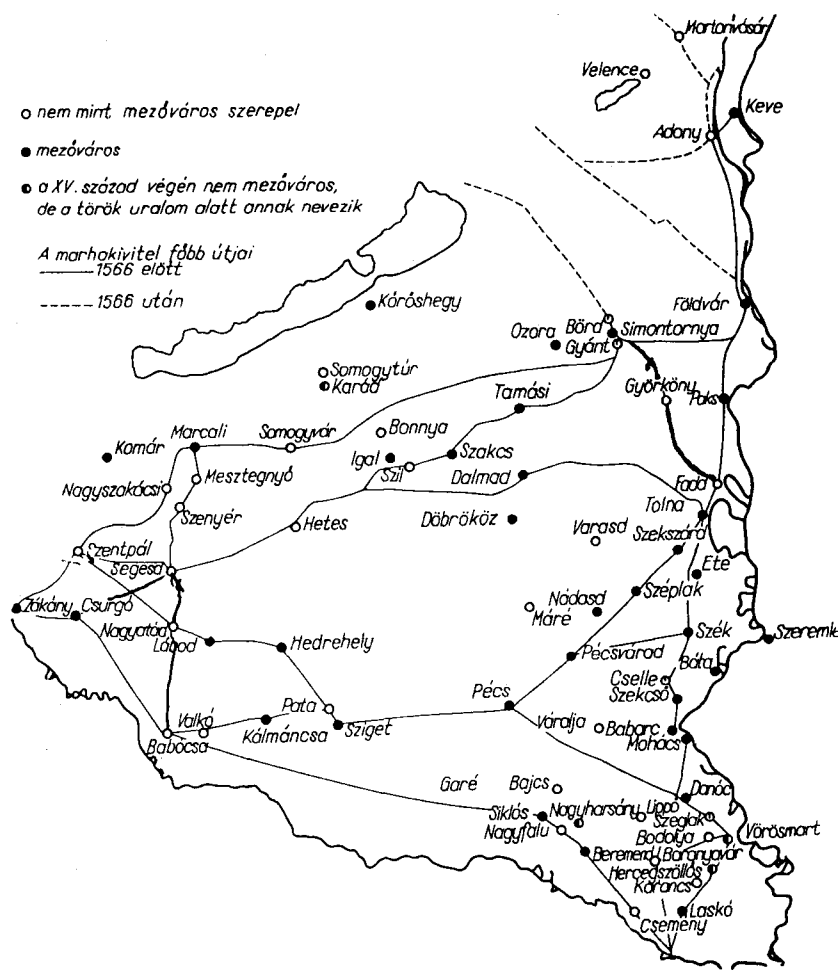 Martonvásár
Velence
Keve
Adony
o nem mint mezőváros szerepel
● mezőváros
a XV. század végén nem mezőváros,
de a török uralom alatt annak nevezik
A marhakivitel főbb útjai
1566 előtt
1566 után
Kőröshegy
Földvár
Börd
Simontornya
Ozora
Gyánt
Somogytúr
Karád
Györköny
Paks
Tamási
Marcali
Somogyvár
Bonnya
Komár
Igal
Szakcs
Szil
Mesztegnyő
Dalmad
Fadd
Nagyszakácsi
Tolna
Szenyér
Hetes
Döbrököz
Varasd
Szekszárd
Szentpál
Segesd
Ete
Széplak
Nádasd
Máré
Zákány
Csurgó
Nagyatád
Lábod
Szék
Szeremle
Hedrehely
Pécsvárad
Báta
Cselle
Szekcső
Pata
Pécs
Valkó
Babócsa
Kálmáncsa
Sziget
Váralja
Babarc
Mohács
Garé
Bajcs
Danóc
Siklós
Nagyharsány
Lippó
Szeglak
Nagyfalu
Bodolya
Vörösmart
Beremend
Baranyavár
Hercegszöllős
Karancs
Laskó
Csemény